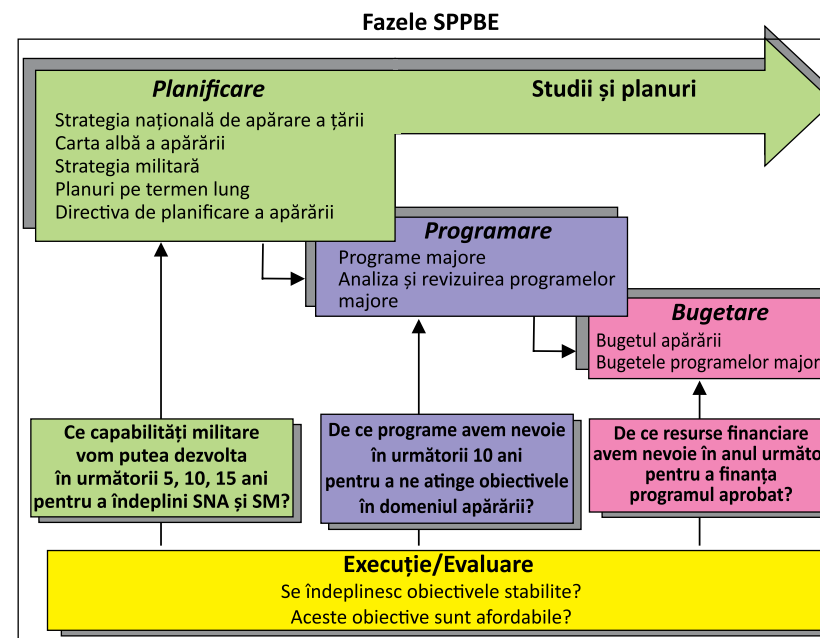 Fazele SPPBE
Planificare
Strategia națională de apărare a țării
Carta albă a apărării
Strategia militară
Planuri pe termen lung
Directiva de planificare a apărării
Studii și planuri
Programare
Programe majore
Analiza și revizuirea programelor
majore
Bugetare
Bugetul apărării
Bugetele programelor major
Ce capabilități militare
vom putea dezvolta
în următorii 5, 10, 15 ani
pentru a îndeplini SNA și SM?
De ce programe avem nevoie
în următorii 10 ani
pentru a ne atinge obiectivele
în domeniul apărării?
De ce resurse financiare
avem nevoie în anul următo
pentru a finanța
programul aprobat?
Execuție/Evaluare
Se îndeplinesc obiectivele stabilite?
Aceste obiective sunt afordabile?